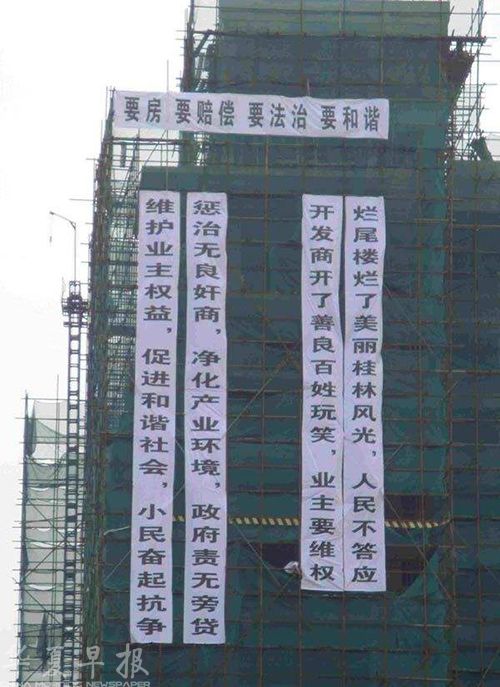 要房 要赔偿 要法治 要和谐
烂尾楼烂了美丽桂林风光，人民不答应
开发商开了善良百姓玩笑，业主要维权
惩治无良奸商，净化产业环境，政府责无旁贷
维护业主权益，促进和谐社会，小民奋起抗争
华夏早报